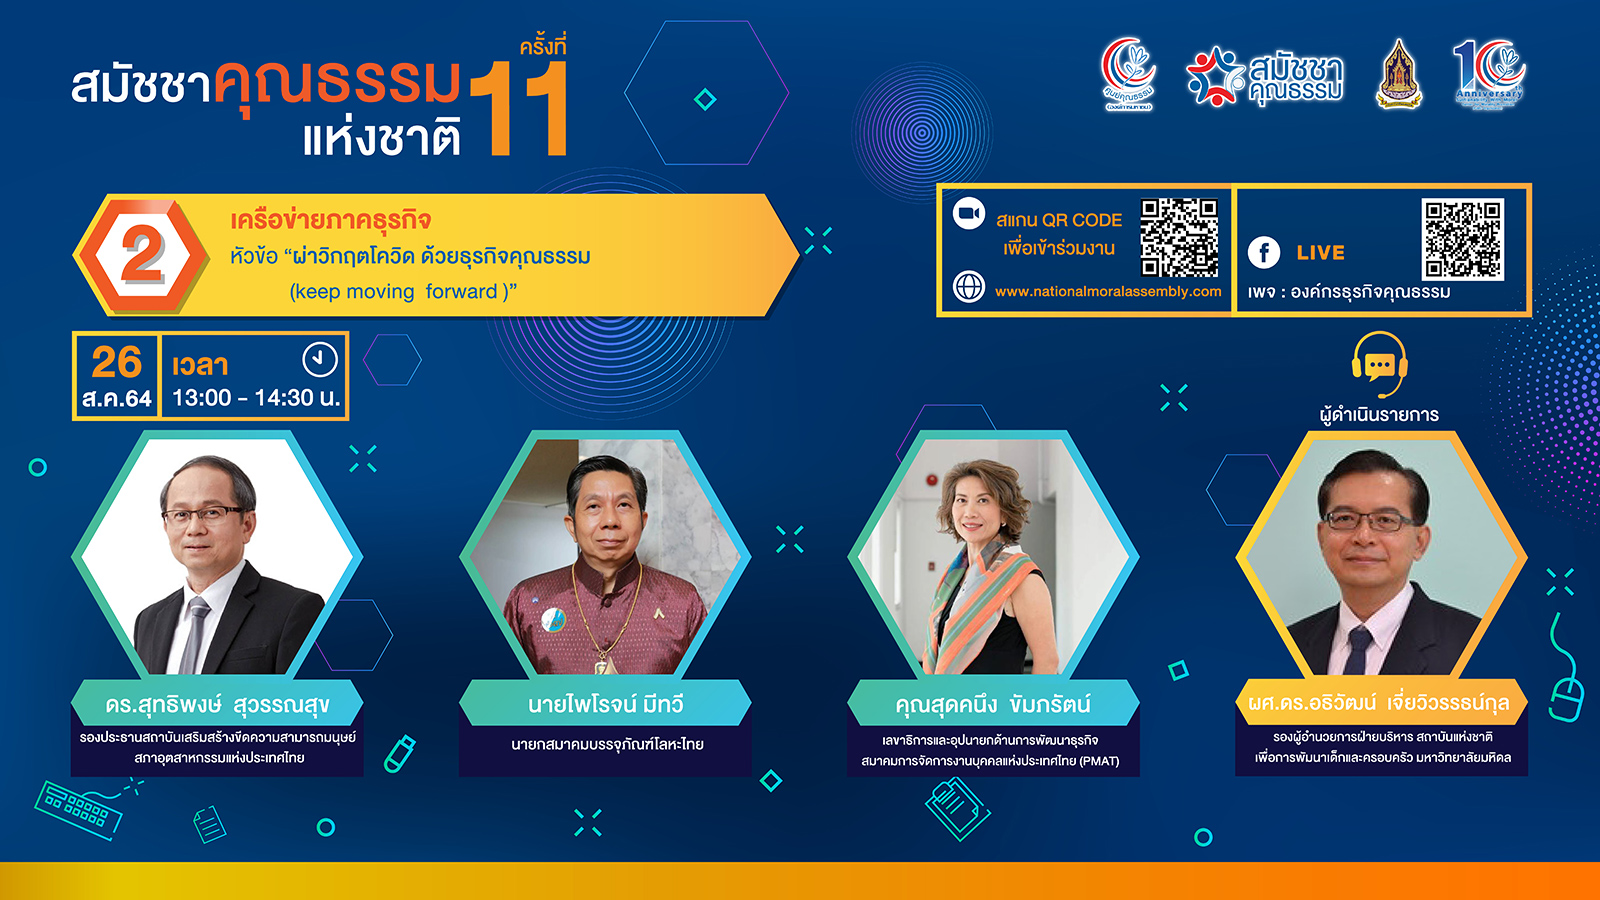 สมัชชาคุณธรรม
แห่งชาติ
ครั้งที่
11
ศูนย์คุณธรรม
(องค์การมหาชน)
สมัชชา
คุณธรรม
10
Anniversary
2
เครือข่ายภาคธุรกิจ
หัวข้อ “ผ่าวิกฤตโควิด ด้วยธุรกิจคุณธรรม
(keep moving forward )”
สแกน QR CODE
เพื่อเข้าร่วมงาน
www.nationalmoralassembly.com
LIVE
เพจ : องค์กรธุรกิจคุณธรรม
26
ส.ค.64
เวลา
13:00 - 14:30 น.
ผู้ดำเนินรายการ
ดร.สุทธิพงษ์ สุวรรณสุข
รองประธานสถาบันเสริมสร้างขีดความสามารถมนุษย์
สภาอุตสาหกรรมแห่งประเทศไทย
นายไพโรจน์ มีทวี
นายกสมาคมบรรจุภัณฑ์โลหะไทย
คุณสุดคนึง ขัมภรัตน์
เลขาธิการและอุปนายกด้านการพัฒนาธุรกิจ
สมาคมการจัดการงานบุคคลแห่งประเทศไทย (PMAT)
ผศ.ดร.อธิวัฒน์ เจี่ยวิวรรธน์กุล
รองผู้อำนวยการฝ่ายบริหาร สถาบันแห่งชาติ
เพื่อการพัฒนาเด็กและครอบครัว มหาวิทยาลัยมหิดล